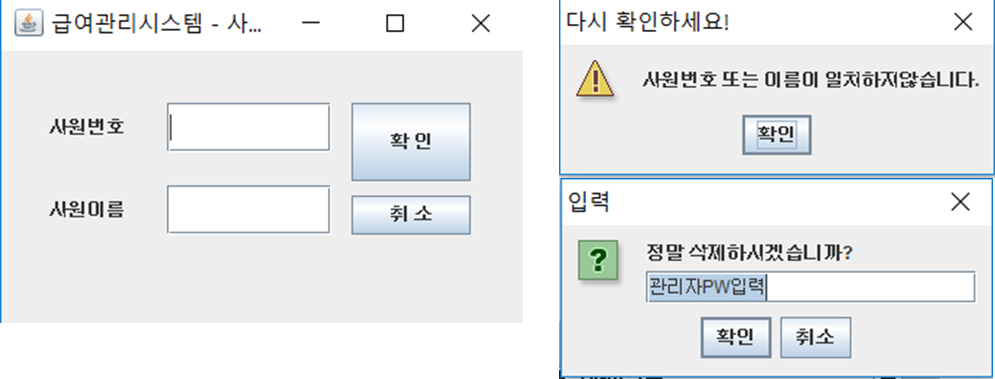 급여관리시스템 - 사...
사원번호
확 인
사원이름
취 소
다시 확인하세요!
사원번호 또는 이름이 일치하지않습니다.
확인
입력
정말 삭제하시겠습니까?
관리자PW입력
확인 취소